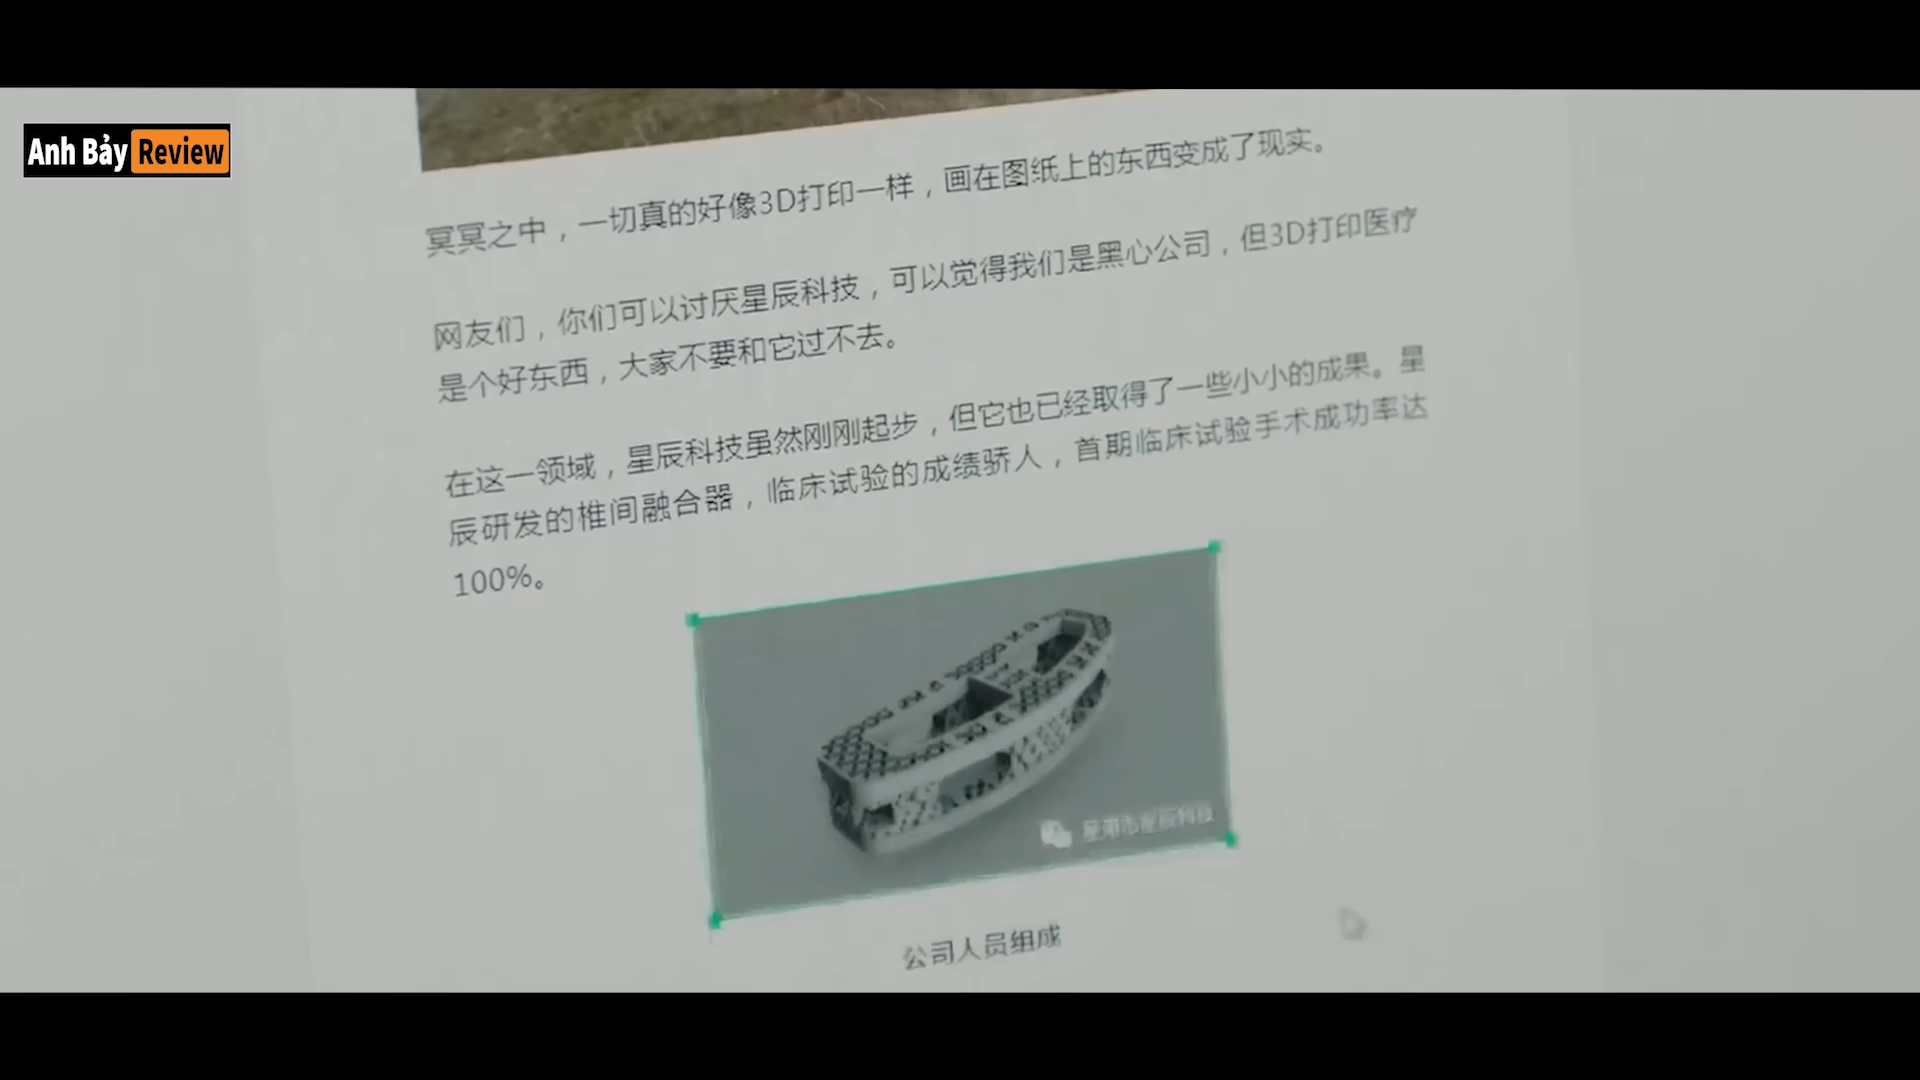 Anh Bảy Review
冥冥之中，一切真的好像3D打印一样，画在图纸上的东西变成了现实。
网友们，你们可以讨厌星辰科技，可以觉得我们是黑心公司，但3D打印医疗
是个好东西，大家不要和它过不去。
在这一领域，星辰科技虽然刚刚起步，但它也已经取得了一些小小的成果。星
辰研发的椎间融合器，临床试验的成绩骄人，首期临床试验手术成功率达
100%。
公司人员组成